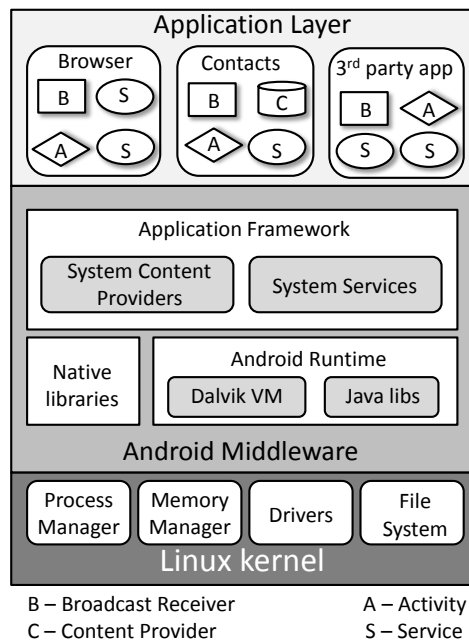 Application Layer
Browser
B
S
A
S
Contacts
B
C
A
S
3rd party app
B
A
S
S
Application Framework
System Content
Providers
System Services
Native
libraries
Android Runtime
Dalvik VM
Java libs
Android Middleware
Process
Manager
Memory
Manager
Drivers
File
System
Linux kernel
B – Broadcast Receiver
A – Activity
C – Content Provider
S – Service